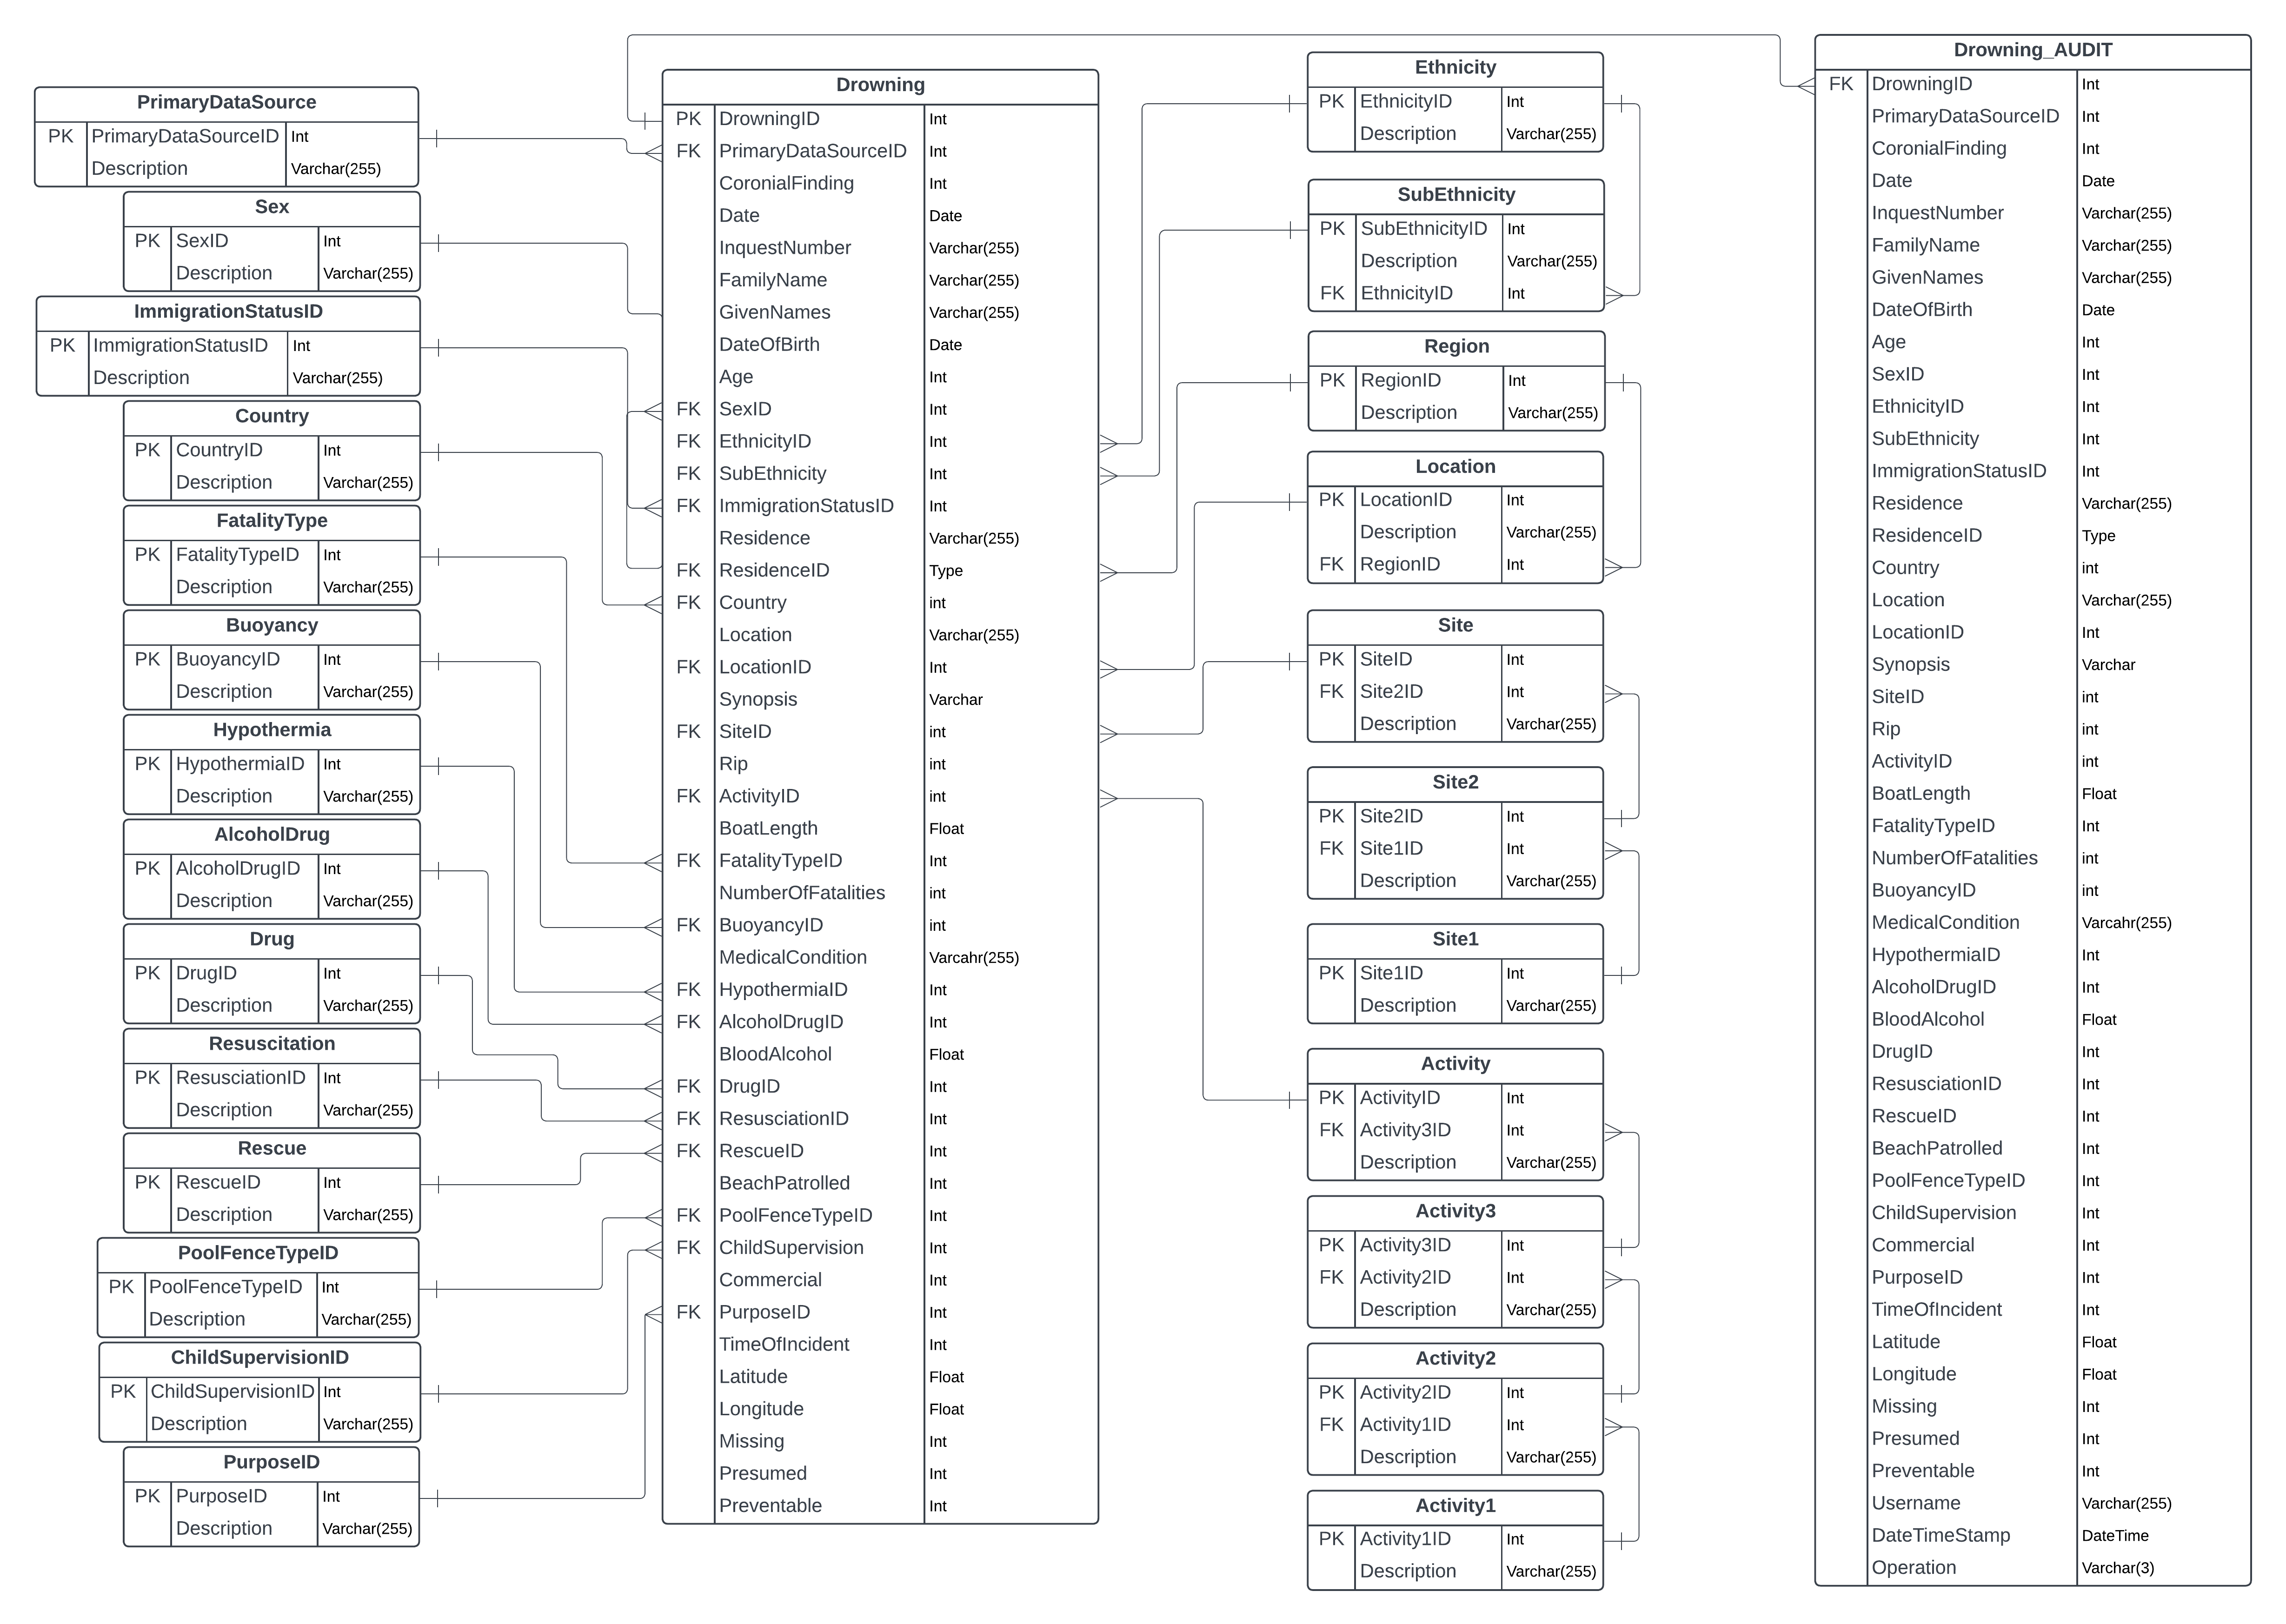 PrimaryDataSource
PK PrimaryDataSourceID Int
Description Varchar(255)
Sex
PK SexID Int
Description Varchar(255)
ImmigrationStatusID
PK ImmigrationStatusID Int
Description Varchar(255)
Country
PK CountryID Int
Description Varchar(255)
FatalityType
PK FatalityTypeID Int
Description Varchar(255)
Buoyancy
PK BuoyancyID Int
Description Varchar(255)
Hypothermia
PK HypothermiaID Int
Description Varchar(255)
AlcoholDrug
PK AlcoholDrugID Int
Description Varchar(255)
Drug
PK DrugID Int
Description Varchar(255)
Resuscitation
PK ResusciationID Int
Description Varchar(255)
Rescue
PK RescueID Int
Description Varchar(255)
PoolFenceTypeID
PK PoolFenceTypeID Int
Description Varchar(255)
ChildSupervisionID
PK ChildSupervisionID Int
Description Varchar(255)
PurposeID
PK PurposeID Int
Description Varchar(255)
Drowning
PK DrowningID Int
FK PrimaryDataSourceID Int
CoronialFinding Int
Date Date
InquestNumber Varchar(255)
FamilyName Varchar(255)
GivenNames Varchar(255)
DateOfBirth Date
Age Int
FK SexID Int
FK EthnicityID Int
FK SubEthnicity Int
FK ImmigrationStatusID Int
Residence Varchar(255)
FK ResidenceID Type
FK Country int
Location Varchar(255)
FK LocationID Int
Synopsis Varchar
FK SiteID int
Rip int
FK ActivityID int
BoatLength Float
FK FatalityTypeID Int
NumberOfFatalities int
FK BuoyancyID int
MedicalCondition Varcahr(255)
FK HypothermiaID Int
FK AlcoholDrugID Int
BloodAlcohol Float
FK DrugID Int
FK ResusciationID Int
FK RescueID Int
BeachPatrolled Int
FK PoolFenceTypeID Int
FK ChildSupervision Int
Commercial Int
FK PurposeID Int
TimeOfIncident Int
Latitude Float
Longitude Float
Missing Int
Presumed Int
Preventable Int
Ethnicity
PK EthnicityID Int
Description Varchar(255)
SubEthnicity
PK SubEthnicityID Int
Description Varchar(255)
FK EthnicityID Int
Region
PK RegionID Int
Description Varchar(255)
Location
PK LocationID Int
Description Varchar(255)
FK RegionID Int
Site
PK SiteID Int
FK Site2ID Int
Description Varchar(255)
Site2
PK Site2ID Int
FK Site1ID Int
Description Varchar(255)
Site1
PK Site1ID Int
Description Varchar(255)
Activity
PK ActivityID Int
FK Activity3ID Int
Description Varchar(255)
Activity3
PK Activity3ID Int
FK Activity2ID Int
Description Varchar(255)
Activity2
PK Activity2ID Int
FK Activity1ID Int
Description Varchar(255)
Activity1
PK Activity1ID Int
Description Varchar(255)
Drowning_AUDIT
FK DrowningID Int
PrimaryDataSourceID Int
CoronialFinding Int
Date Date
InquestNumber Varchar(255)
FamilyName Varchar(255)
GivenNames Varchar(255)
DateOfBirth Date
Age Int
SexID Int
EthnicityID Int
SubEthnicity Int
ImmigrationStatusID Int
Residence Varchar(255)
ResidenceID Type
Country int
Location Varchar(255)
LocationID Int
Synopsis Varchar
SiteID int
Rip int
ActivityID int
BoatLength Float
FatalityTypeID Int
NumberOfFatalities int
BuoyancyID int
MedicalCondition Varcahr(255)
HypothermiaID Int
AlcoholDrugID Int
BloodAlcohol Float
DrugID Int
ResusciationID Int
RescueID Int
BeachPatrolled Int
PoolFenceTypeID Int
ChildSupervision Int
Commercial Int
PurposeID Int
TimeOfIncident Int
Latitude Float
Longitude Float
Missing Int
Presumed Int
Preventable Int
Username Varchar(255)
DateTimeStamp DateTime
Operation Varchar(3)